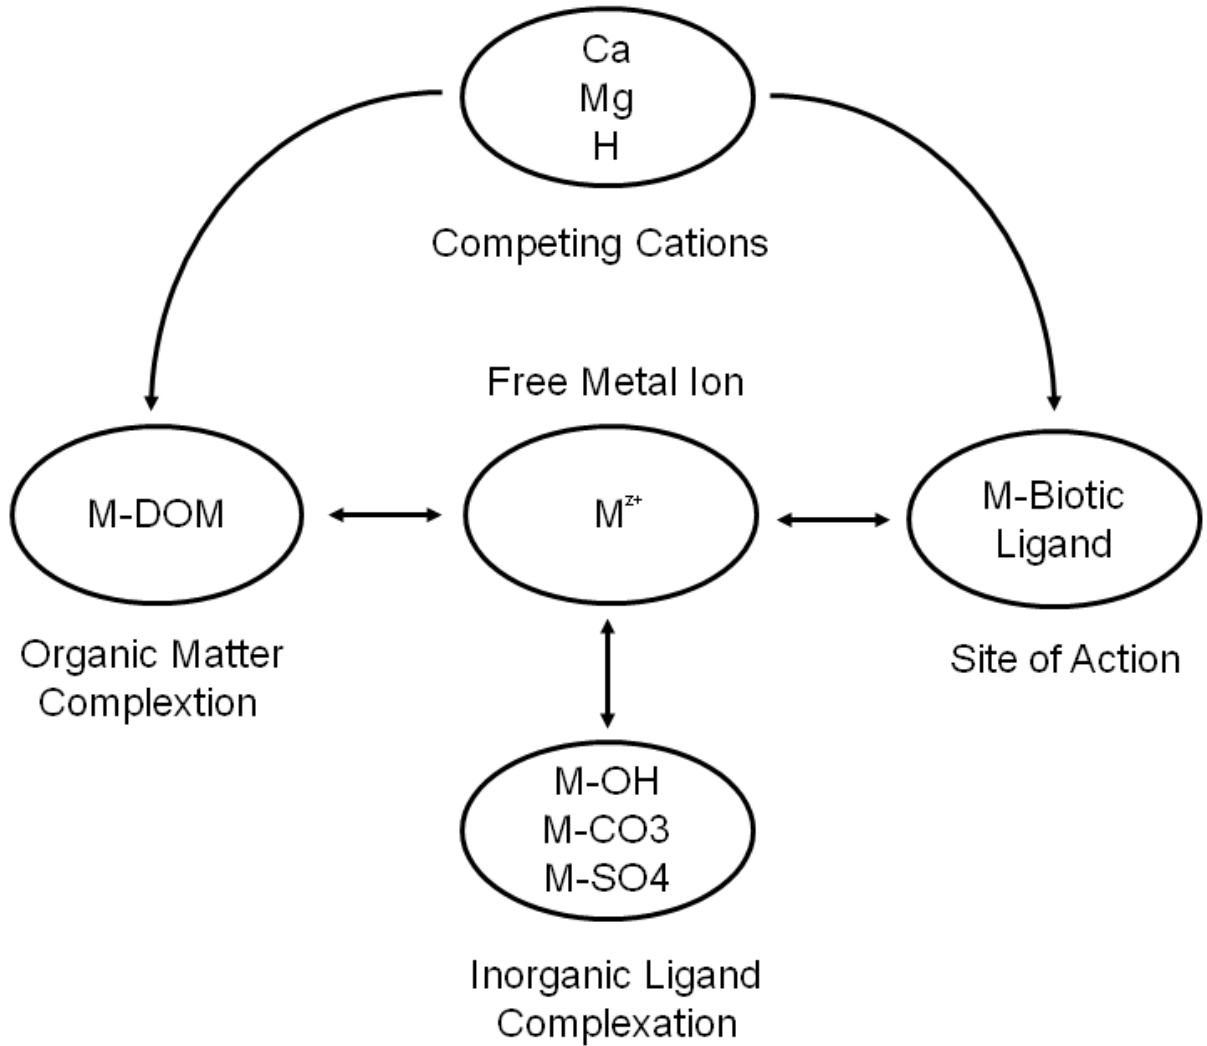 Ca
Mg
H
Competing Cations
Free Metal Ion
M-DOM
M^z+
M-Biotic
Ligand
Organic Matter
Complextion
Site of Action
M-OH
M-CO3
M-SO4
Inorganic Ligand
Complexation